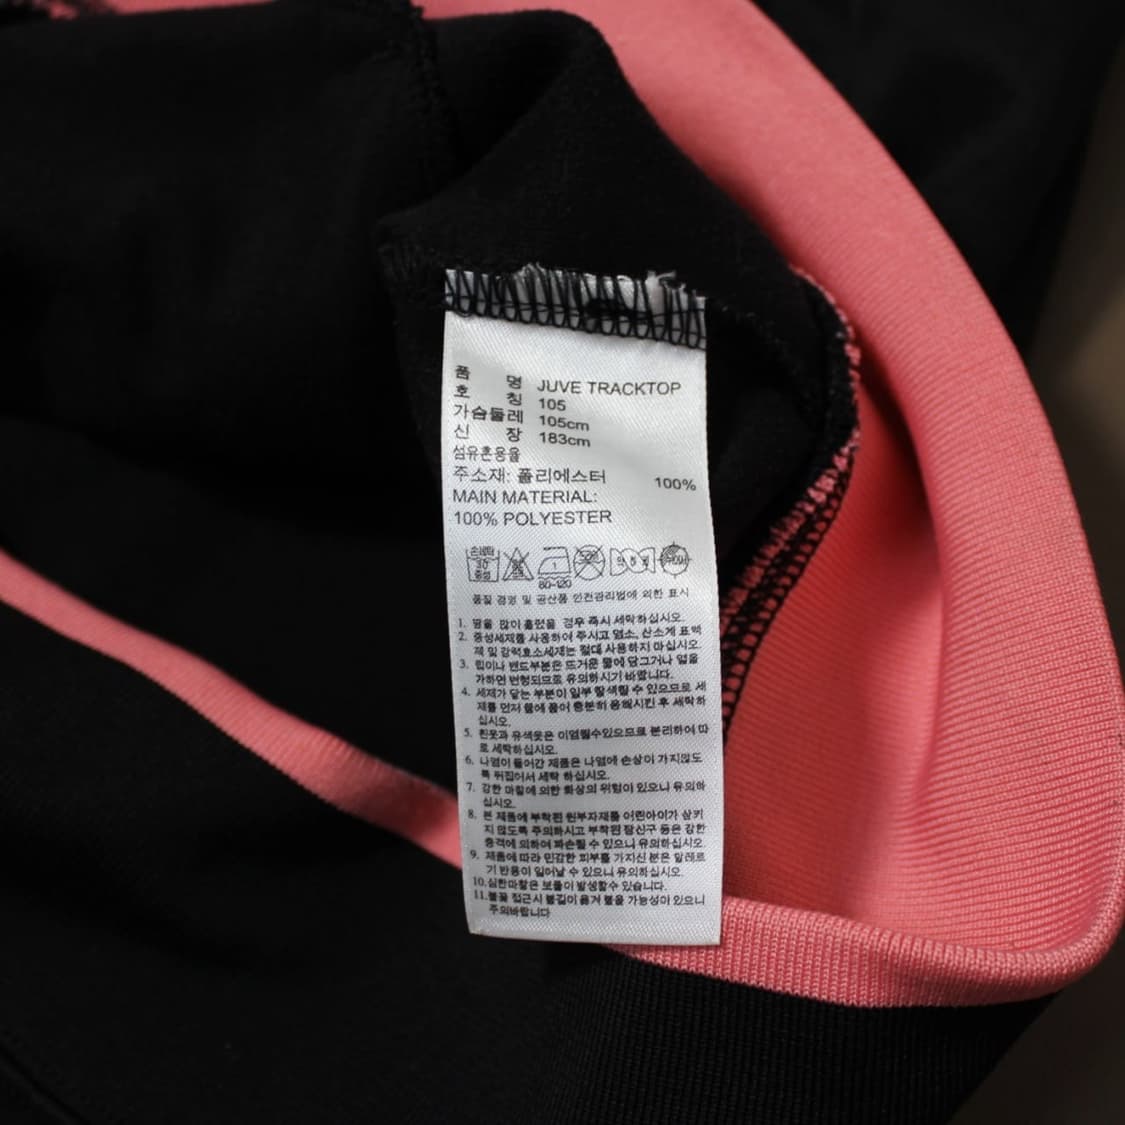 품 명 JUVE TRACKTOP
호 칭 105
가슴둘레 105cm
신 장 183cm
섬유혼용율
주소재: 폴리에스터 100%
MAIN MATERIAL:
100% POLYESTER
손세탁 30 중성 1 80~120
품질 경영 및 공산품 안전관리법에 의한 표시
1. 땀을 많이 흘렸을 경우 즉시 세탁하십시오.
2. 중성세제를 사용하여 주시고 염소, 산소계 표백
제 및 강력효소세제는 절대 사용하지 마십시오.
3. 립이나 밴드부분은 뜨거운 물에 담그거나 열을
가하면 변형되므로 유의하시기 바랍니다.
4. 세제가 닿는 부분이 일부 탈색될 수 있으므로 세
제를 먼저 물에 풀어 충분히 용해시킨 후 세탁하
십시오.
5. 흰옷과 유색옷은 이염될수있으므로 분리하여 따
로 세탁하십시오.
6. 나염이 들어간 제품은 나염에 손상이 가지않도
록 뒤집어서 세탁 하십시오.
7. 강한 마찰에 의한 화상의 위험이 있으니 유의하
십시오.
8. 본 제품에 부착된 원부자재를 어린아이가 삼키
지 않도록 주의하시고 부착된 장신구 등은 강한
충격에 의하여 파손될 수 있으니 유의하십시오.
9. 제품에 따라 민감한 피부를 가지신 분은 알레르
기 반응이 일어날 수 있으니 유의하십시오.
10.심한마찰은 보풀이 발생할수 있습니다.
11.불꽃 접근시 불길이 옮겨 붙을 가능성이 있으니
주의바랍니다